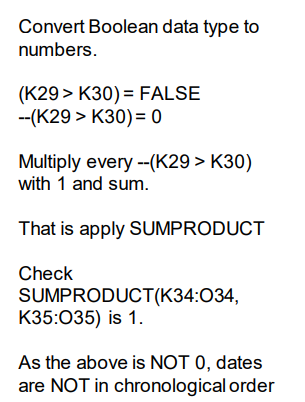 Convert Boolean data type to
numbers.
(K29 > K30) = FALSE
--(K29 > K30) = 0
Multiply every --(K29 > K30)
with 1 and sum.
That is apply SUMPRODUCT
Check
SUMPRODUCT(K34:O34,
K35:O35) is 1.
As the above is NOT 0, dates
are NOT in chronological order